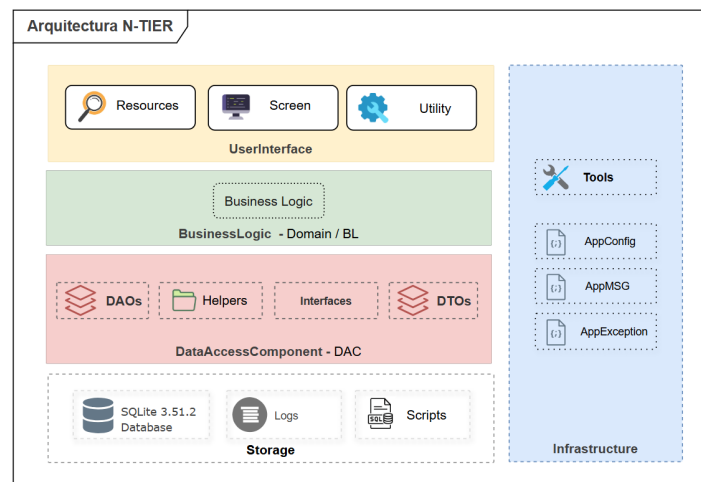 Arquitectura N-TIER
Resources
Screen
Utility
UserInterface
Business Logic
BusinessLogic - Domain / BL
DAOs
Helpers
Interfaces
DTOs
DataAccessComponent - DAC
SQLite 3.51.2
Database
Logs
SQL
Scripts
Storage
Tools
{;}
AppConfig
{;}
AppMSG
{;}
AppException
Infrastructure